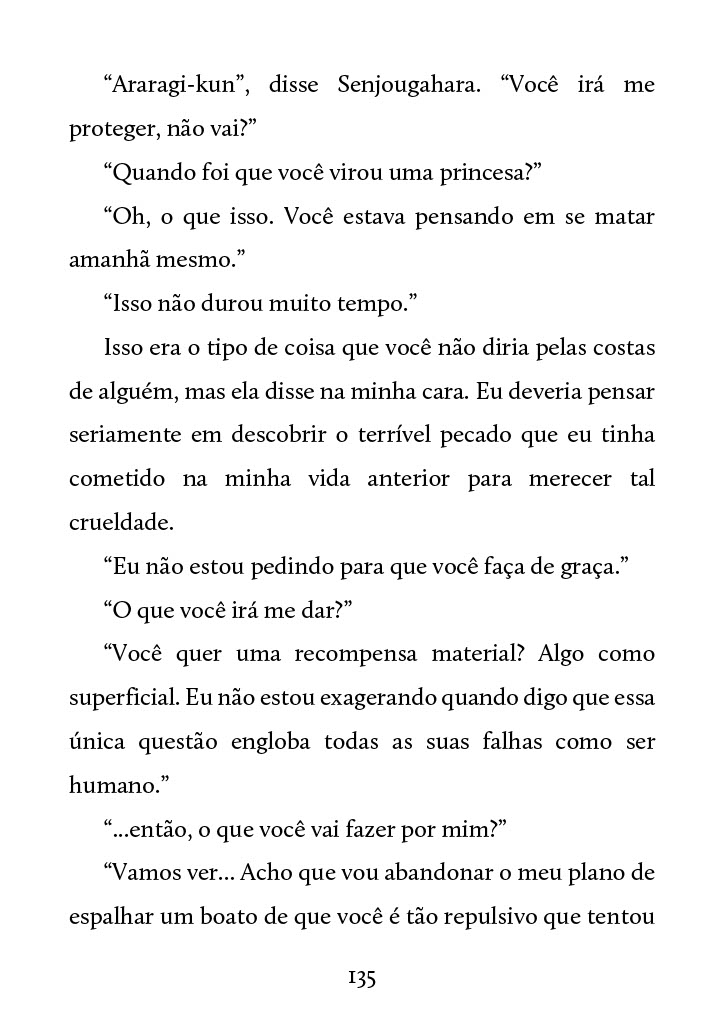 “Araragi-kun”, disse Senjougahara. “Você irá me
proteger, não vai?”
“Quando foi que você virou uma princesa?”
“Oh, o que isso. Você estava pensando em se matar
amanhã mesmo.”
“Isso não durou muito tempo.”
Isso era o tipo de coisa que você não diria pelas costas
de alguém, mas ela disse na minha cara. Eu deveria pensar
seriamente em descobrir o terrível pecado que eu tinha
cometido na minha vida anterior para merecer tal
crueldade.
“Eu não estou pedindo para que você faça de graça.”
“O que você irá me dar?”
“Você quer uma recompensa material? Algo como
superficial. Eu não estou exagerando quando digo que essa
única questão engloba todas as suas falhas como ser
humano.”
“...então, o que você vai fazer por mim?”
“Vamos ver... Acho que vou abandonar o meu plano de
espalhar um boato de que você é tão repulsivo que tentou
135